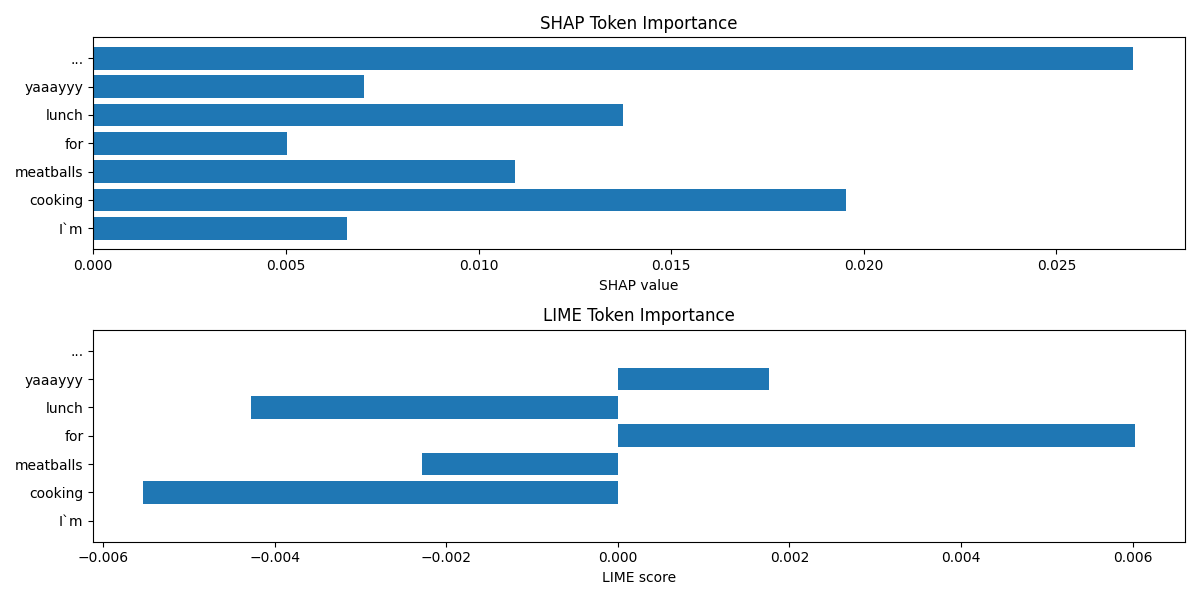 SHAP Token Importance
...
yaaayyy
lunch
for
meatballs
cooking
I`m
0.000 0.005 0.010 0.015 0.020 0.025
SHAP value
LIME Token Importance
...
yaaayyy
lunch
for
meatballs
cooking
I`m
−0.006 −0.004 −0.002 0.000 0.002 0.004 0.006
LIME score